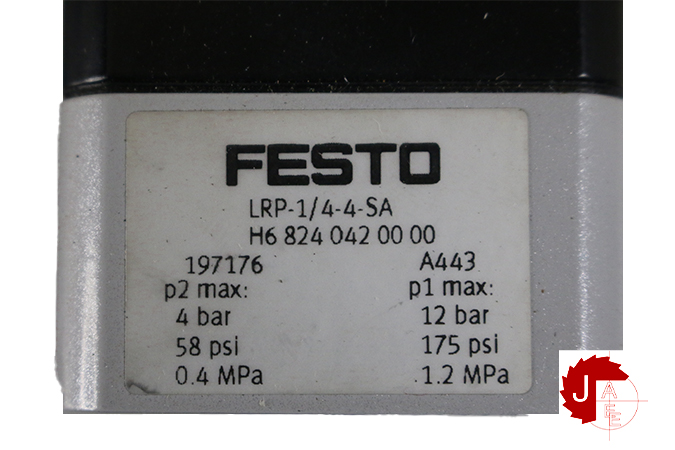 FESTO
LRP-1/4-4-SA
H6 824 042 00 00
197176 A443
p2 max: p1 max:
4 bar 12 bar
58 psi 175 psi
0.4 MPa 1.2 MPa
J
A
E E